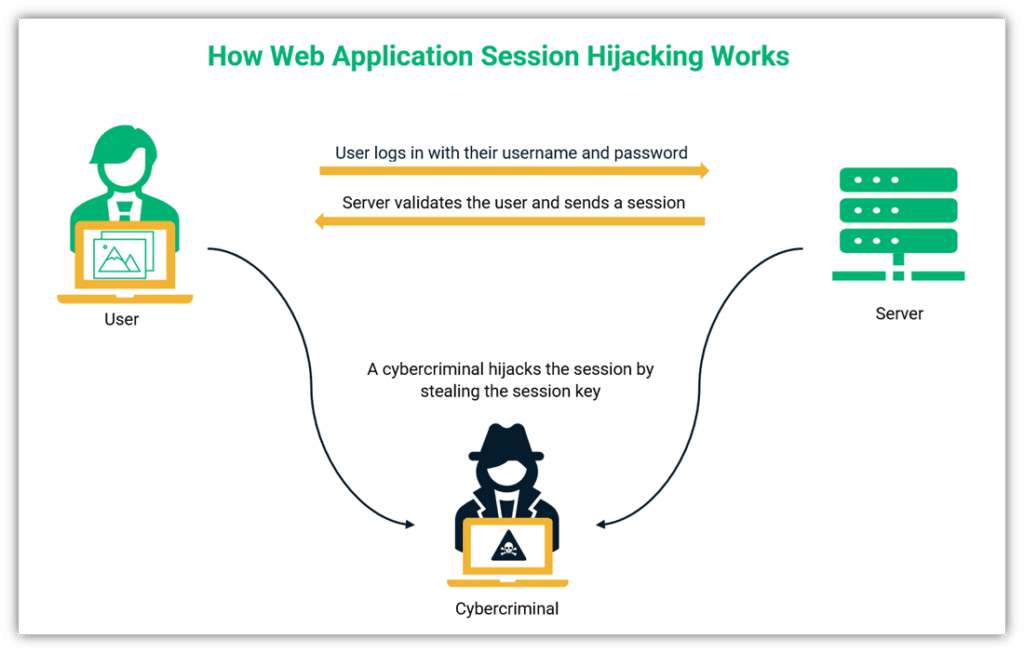 How Web Application Session Hijacking Works
User logs in with their username and password
Server validates the user and sends a session
User
Server
A cybercriminal hijacks the session by
stealing the session key
Cybercriminal